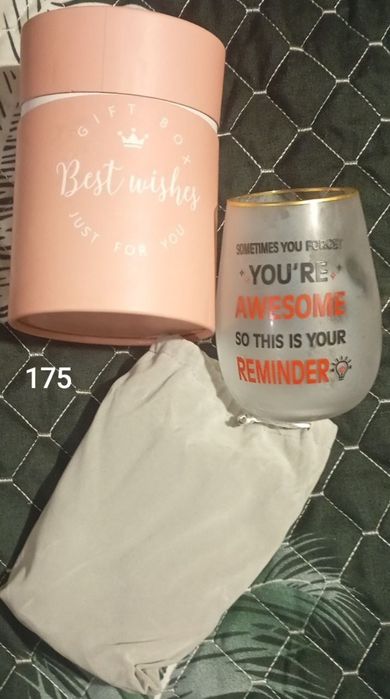 GIFT BOX
Best wishes
JUST FOR YOU
SOMETIMES YOU FORGET
YOU'RE
AWESOME
SO THIS IS YOUR
REMINDER
175